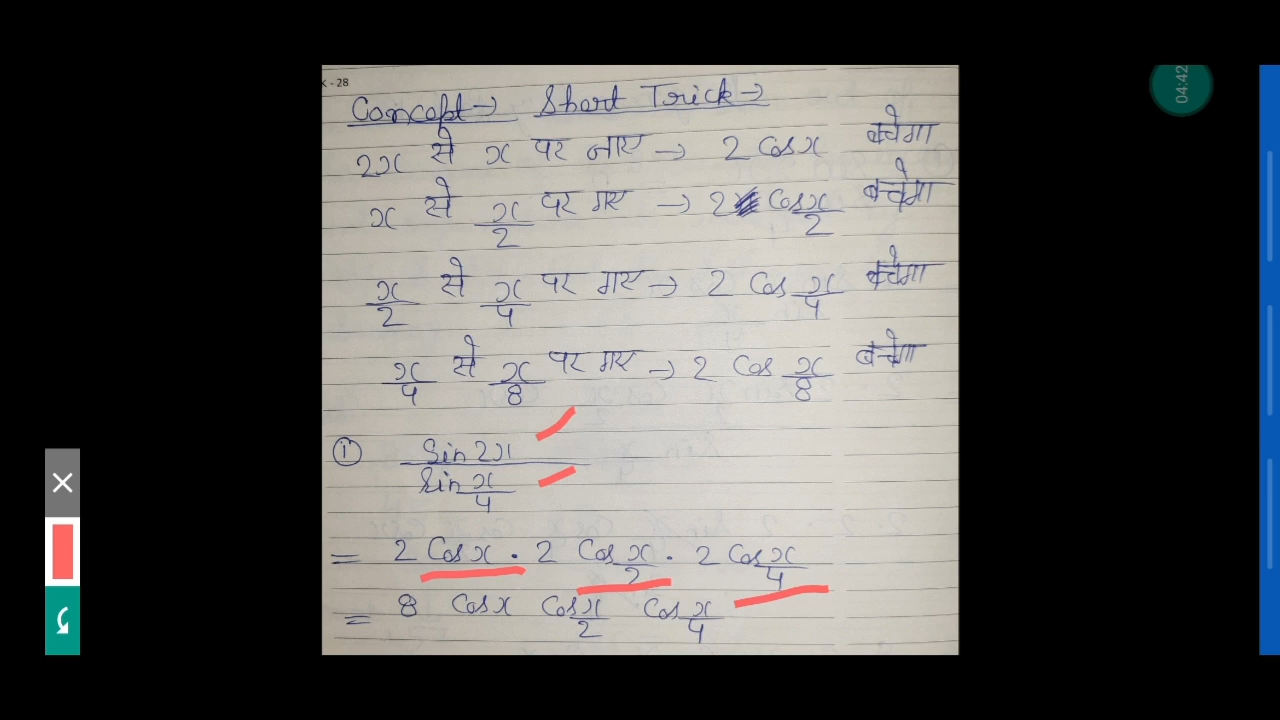 K - 28
04:42
Concept → Short Trick →
2x से x पर जाए → 2 Cosx बचेगा
x से x/2 पर गए → 2 Cos x/2 बचेगा
x/2 से x/4 पर गए → 2 Cos x/4 बचेगा
x/4 से x/8 पर गए → 2 Cos x/8 बचेगा
(i) Sin 2x / Sin x/4
= 2 Cos x · 2 Cos x/2 · 2 Cos x/4
= 8 Cos x Cos x/2 Cos x/4